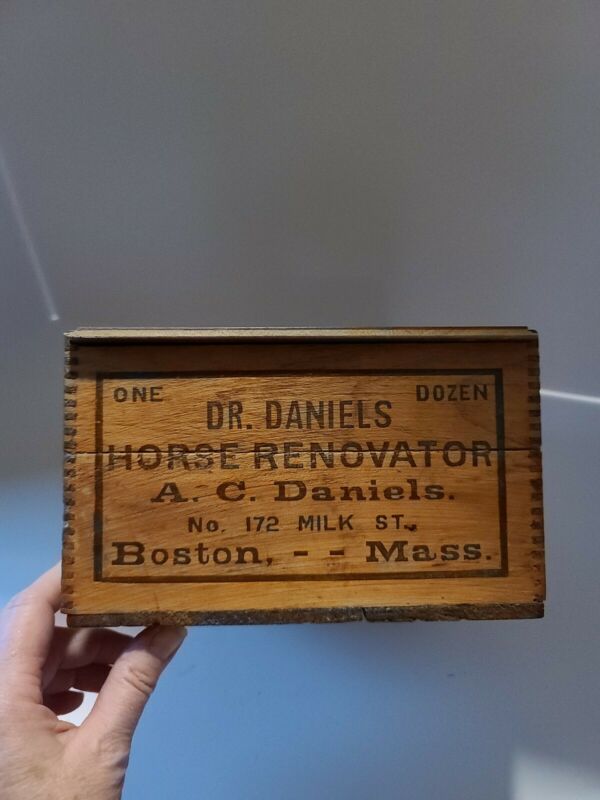 ONE DOZEN
DR. DANIELS
HORSE RENOVATOR
A. C. Daniels.
No. 172 MILK ST.,
Boston, - - Mass.